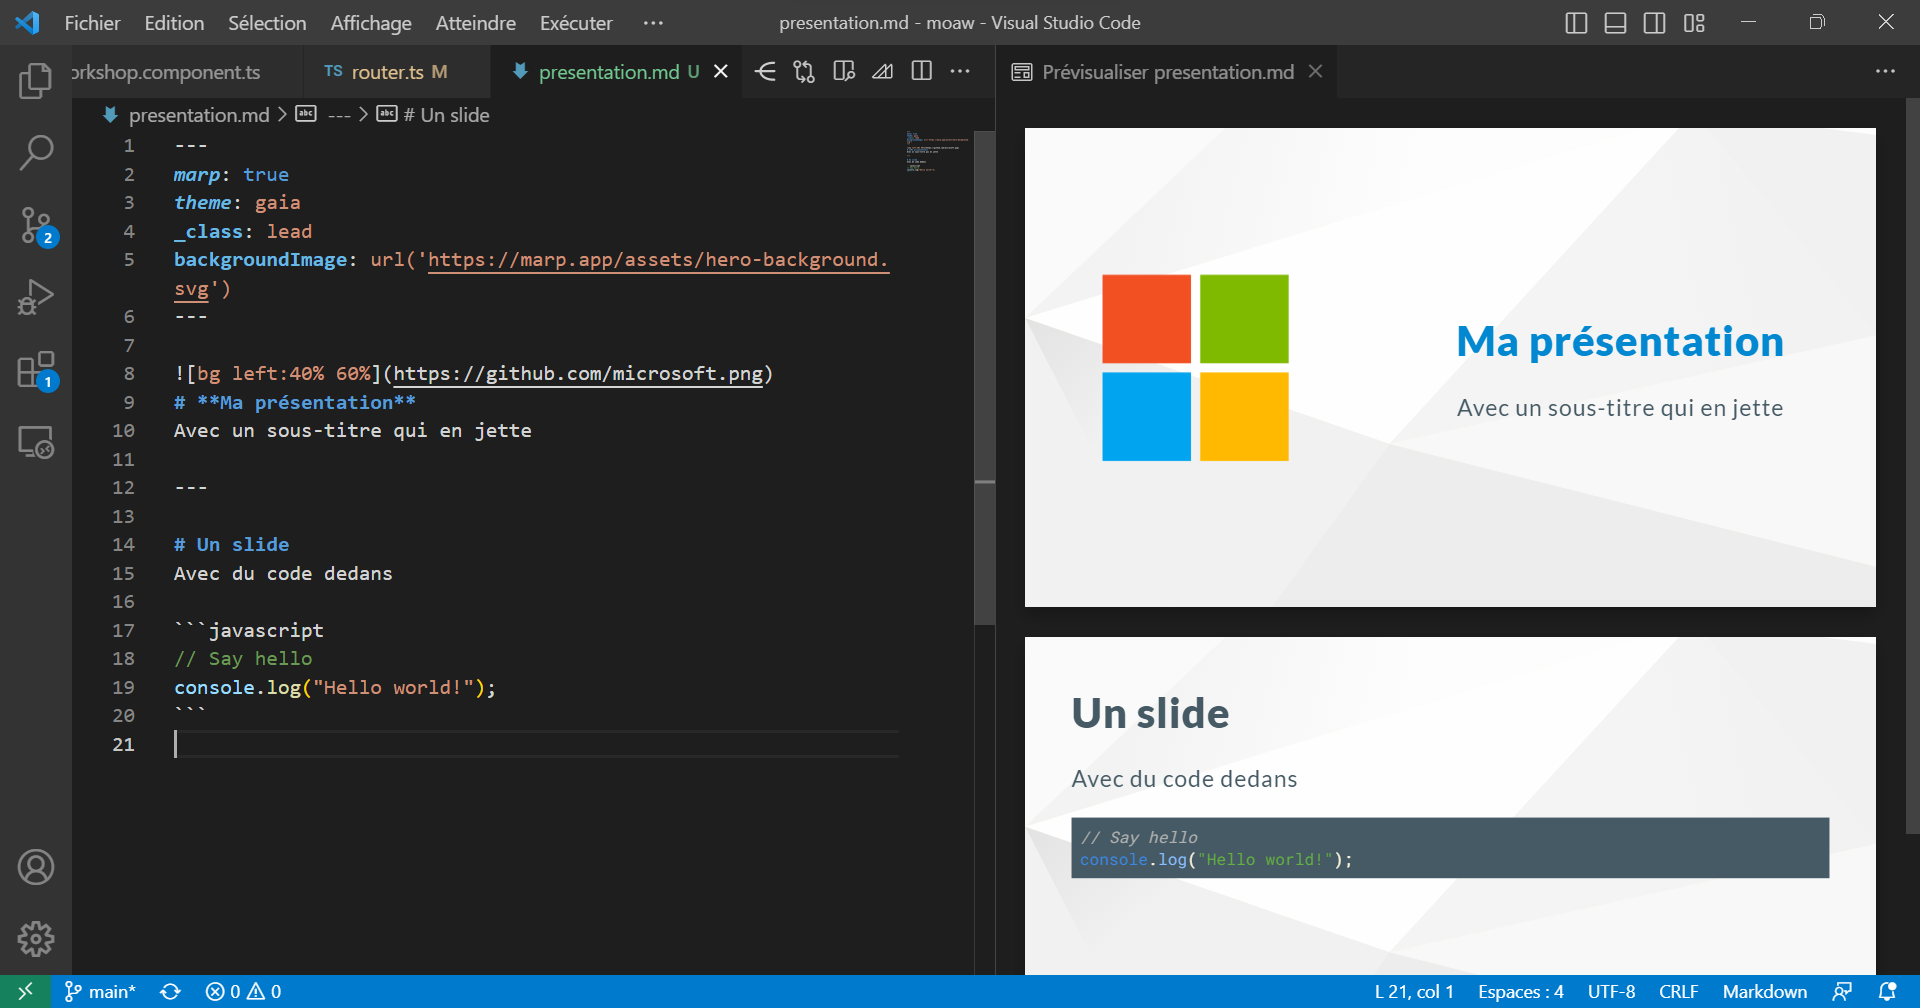 Fichier Edition Sélection Affichage Atteindre Exécuter ··· presentation.md - moaw - Visual Studio Code
orkshop.component.ts TS router.ts M presentation.md U Prévisualiser presentation.md
presentation.md > abc --- > abc # Un slide
1 ---
2 marp: true
3 theme: gaia
4 _class: lead
5 backgroundImage: url('https://marp.app/assets/hero-background.
svg')
6 ---
7
8 ![bg left:40% 60%](https://github.com/microsoft.png)
9 # **Ma présentation**
10 Avec un sous-titre qui en jette
11
12 ---
13
14 # Un slide
15 Avec du code dedans
16
17 ```javascript
18 // Say hello
19 console.log("Hello world!");
20 ```
21
2
1
Ma présentation
Avec un sous-titre qui en jette
Un slide
Avec du code dedans
// Say hello
console.log("Hello world!");
main* 0 0 L 21, col 1 Espaces : 4 UTF-8 CRLF Markdown